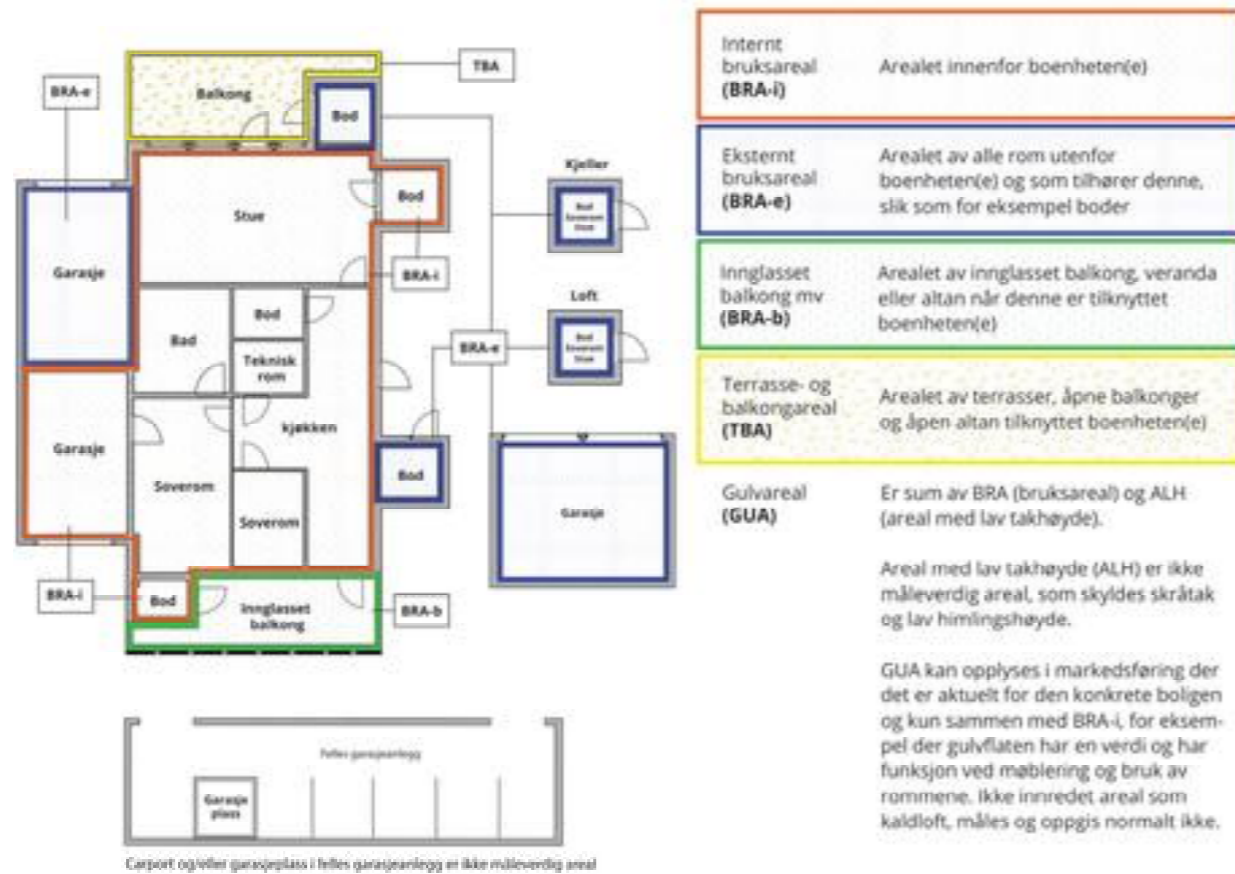 TBA
BRA-e
Balkong
Bod
Kjeller
Bod
Stue
Bod
Soverom
Stue
Garasje
BRA-i
Loft
Bod
Bad
BRA-e
Bod
Soverom
Stue
Teknisk
rom
kjøkken
Garasje
Soverom
Bod
Garasje
Soverom
BRA-i
Bod
Innglasset
balkong
BRA-b
Felles garasjeanlegg
Garasje
plass
Carport og/eller garasjeplass i felles garasjeanlegg er ikke måleverdig areal
Internt
bruksareal
(BRA-i)
Arealet innenfor boenheten(e)
Eksternt
bruksareal
(BRA-e)
Arealet av alle rom utenfor
boenheten(e) og som tilhører denne,
slik som for eksempel boder
Innglasset
balkong mv
(BRA-b)
Arealet av innglasset balkong, veranda
eller altan når denne er tilknyttet
boenheten(e)
Terrasse- og
balkongareal
(TBA)
Arealet av terrasser, åpne balkonger
og åpen altan tilknyttet boenheten(e)
Gulvareal
(GUA)
Er sum av BRA (bruksareal) og ALH
(areal med lav takhøyde).
Areal med lav takhøyde (ALH) er ikke
måleverdig areal, som skyldes skråtak
og lav himlingshøyde.
GUA kan opplyses i markedsføring der
det er aktuelt for den konkrete boligen
og kun sammen med BRA-i, for eksem-
pel der gulvflaten har en verdi og har
funksjon ved møblering og bruk av
rommene. Ikke innredet areal som
kaldloft, måles og oppgis normalt ikke.